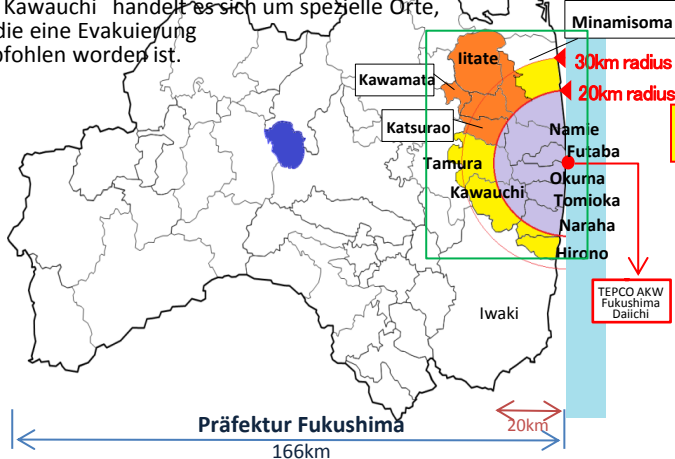 Kawauchi" handelt es sich um spezielle Orte,
die eine Evakuierung
pfohlen worden ist.
Minamisoma
Iitate
30km radius
Kawamata
20km radius
Katsurao
Namie
Futaba
Tamura
Okuma
Kawauchi
Tomioka
Naraha
Hirono
TEPCO AKW
Fukushima
Daiichi
Iwaki
Präfektur Fukushima
20km
166km